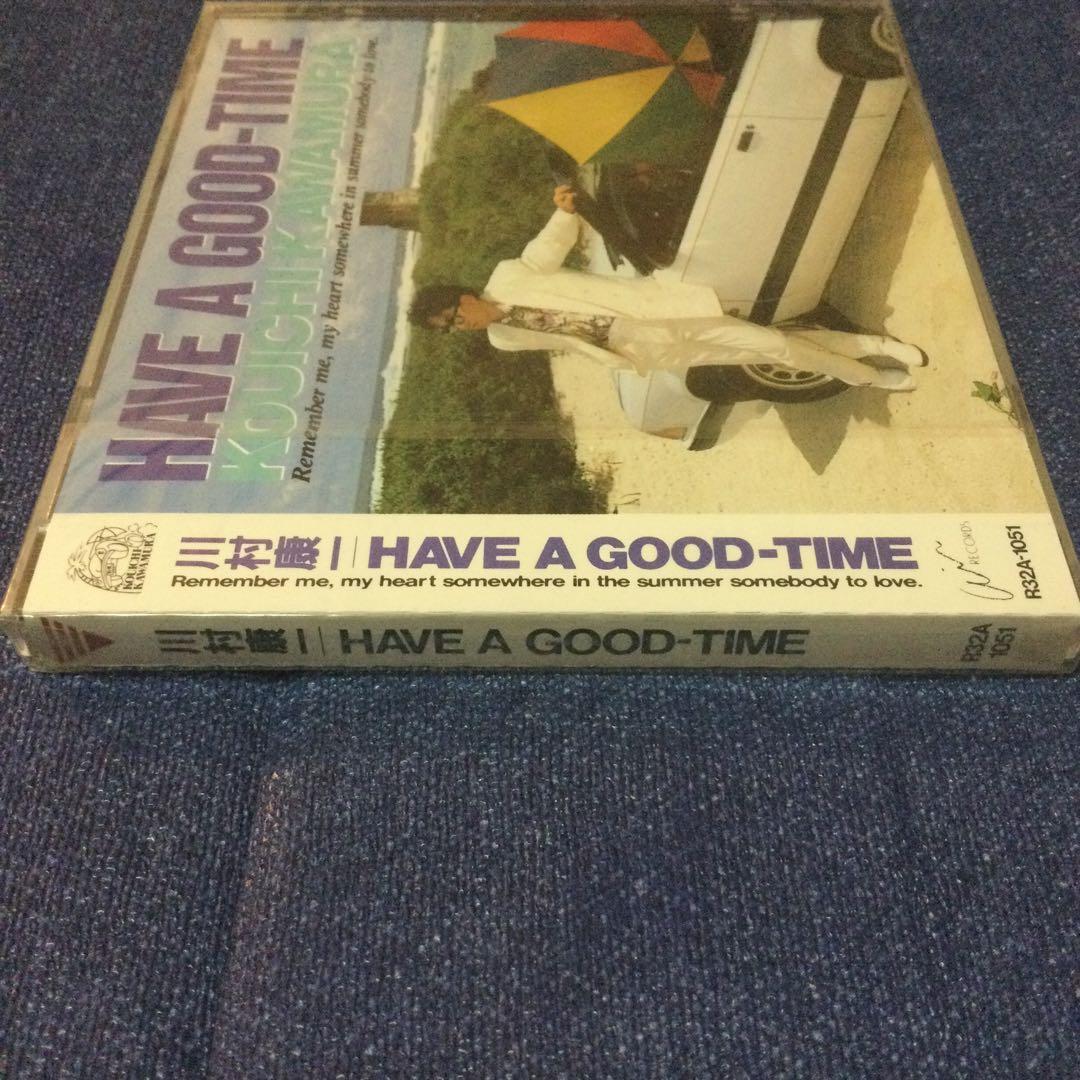 HAVE A GOOD-TIME
KOUICHI KAWAMURA
Remember me, my heart somewhere in summer somebody to love.
KOUICHI
KAWAMURA
川村康一 HAVE A GOOD-TIME
Remember me, my heart somewhere in the summer somebody to love.
RECORDS
R32A-1051
川村康一 HAVE A GOOD-TIME
R32A
1051